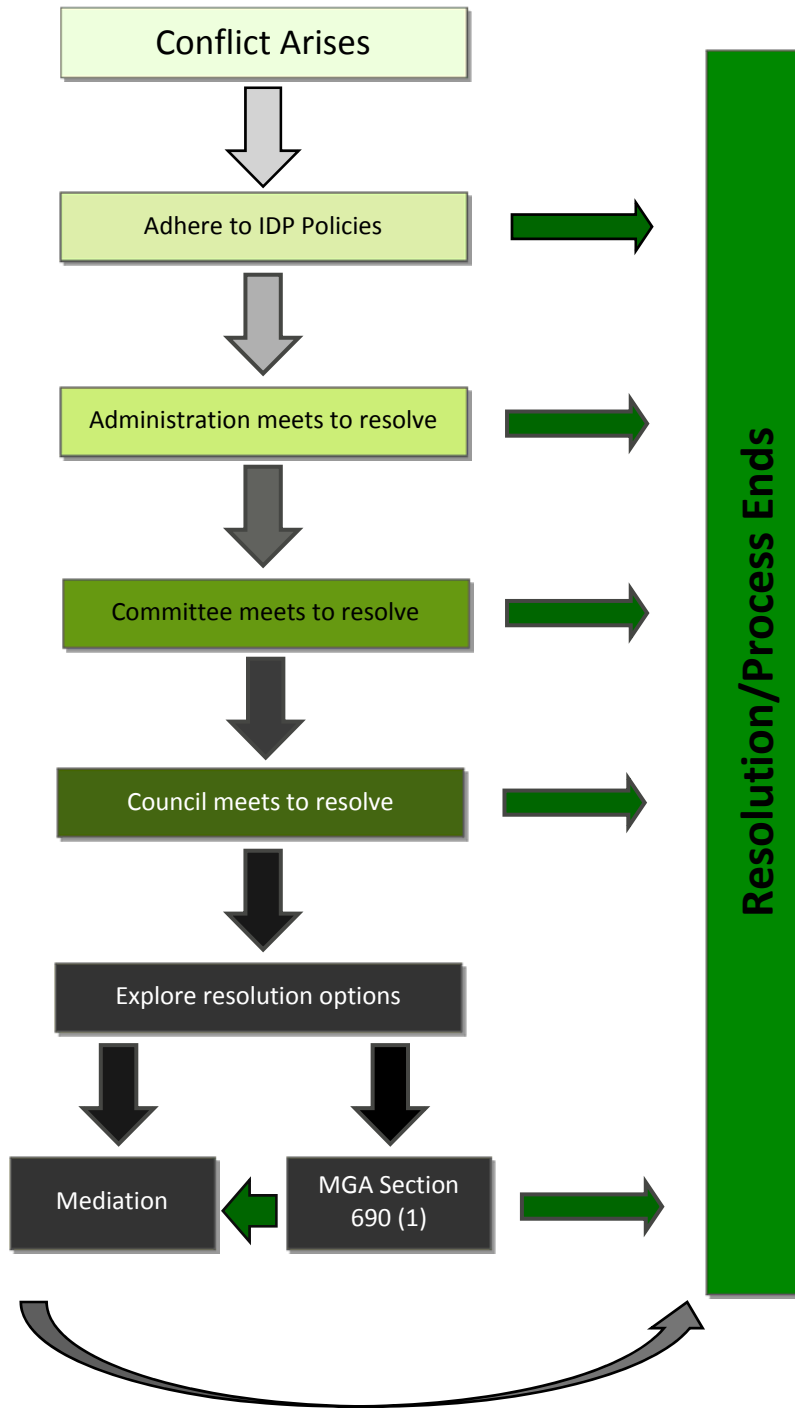 Conflict Arises
Adhere to IDP Policies
Administration meets to resolve
Committee meets to resolve
Council meets to resolve
Explore resolution options
Mediation
MGA Section
690 (1)
Resolution/Process Ends